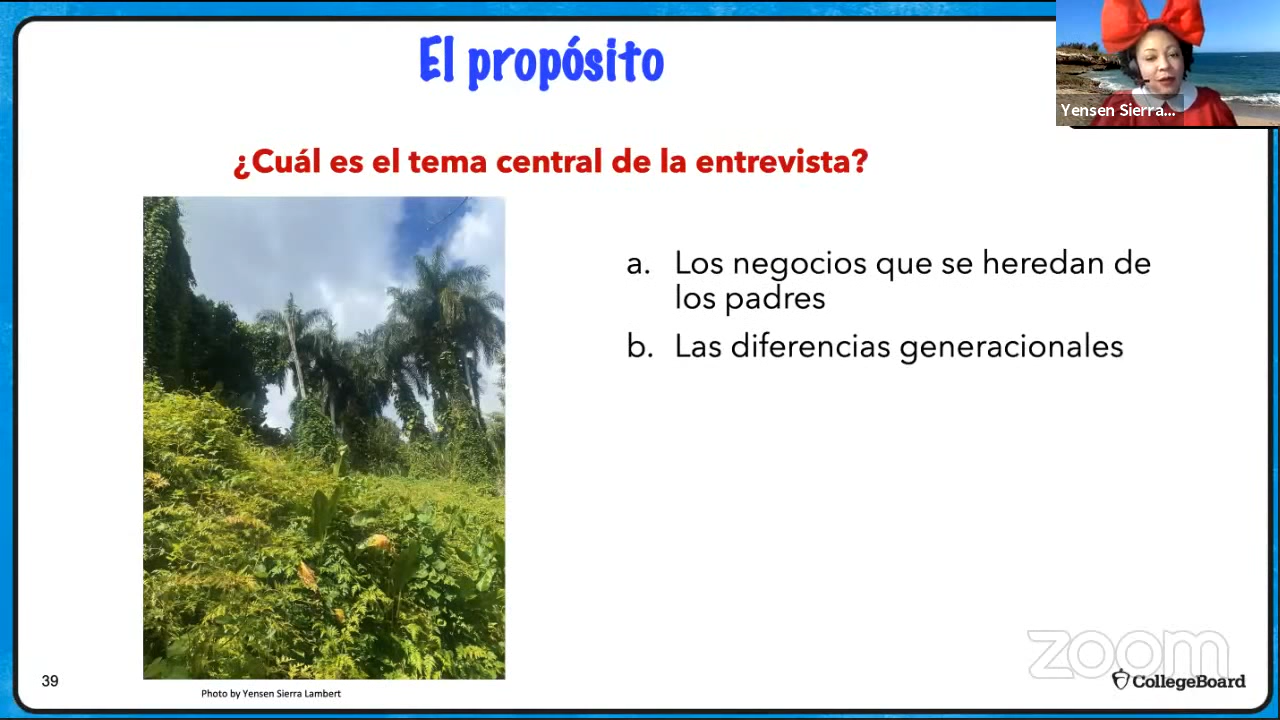 El propósito
Yensen Sierra...
¿Cuál es el tema central de la entrevista?
a. Los negocios que se heredan de
los padres
b. Las diferencias generacionales
zoom
39
CollegeBoard
Photo by Yensen Sierra Lambert